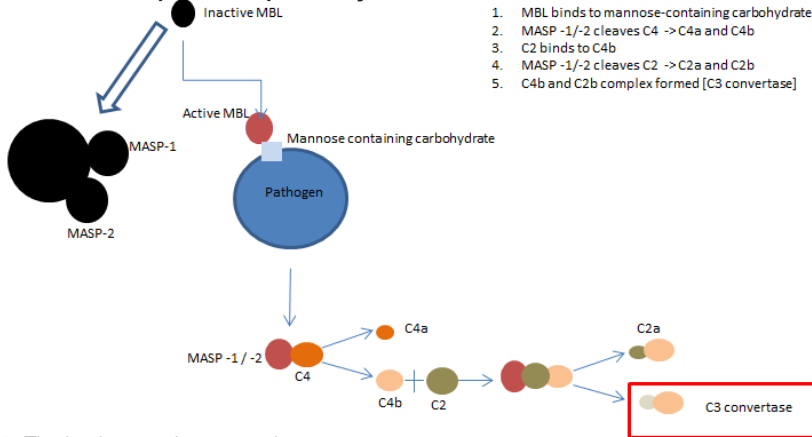 Inactive MBL
1. MBL binds to mannose-containing carbohydrate
2. MASP -1/-2 cleaves C4 ->C4a and C4b
3. C2 binds to C4b
4. MASP -1/-2 cleaves C2 ->C2a and C2b
5. C4b and C2b complex formed [C3 convertase]
Active MBL
MASP-1
Mannose containing carbohydrate
Pathogen
MASP-2
C4a
C2a
MASP -1 / -2
C4
C4b
C2
C3 convertase